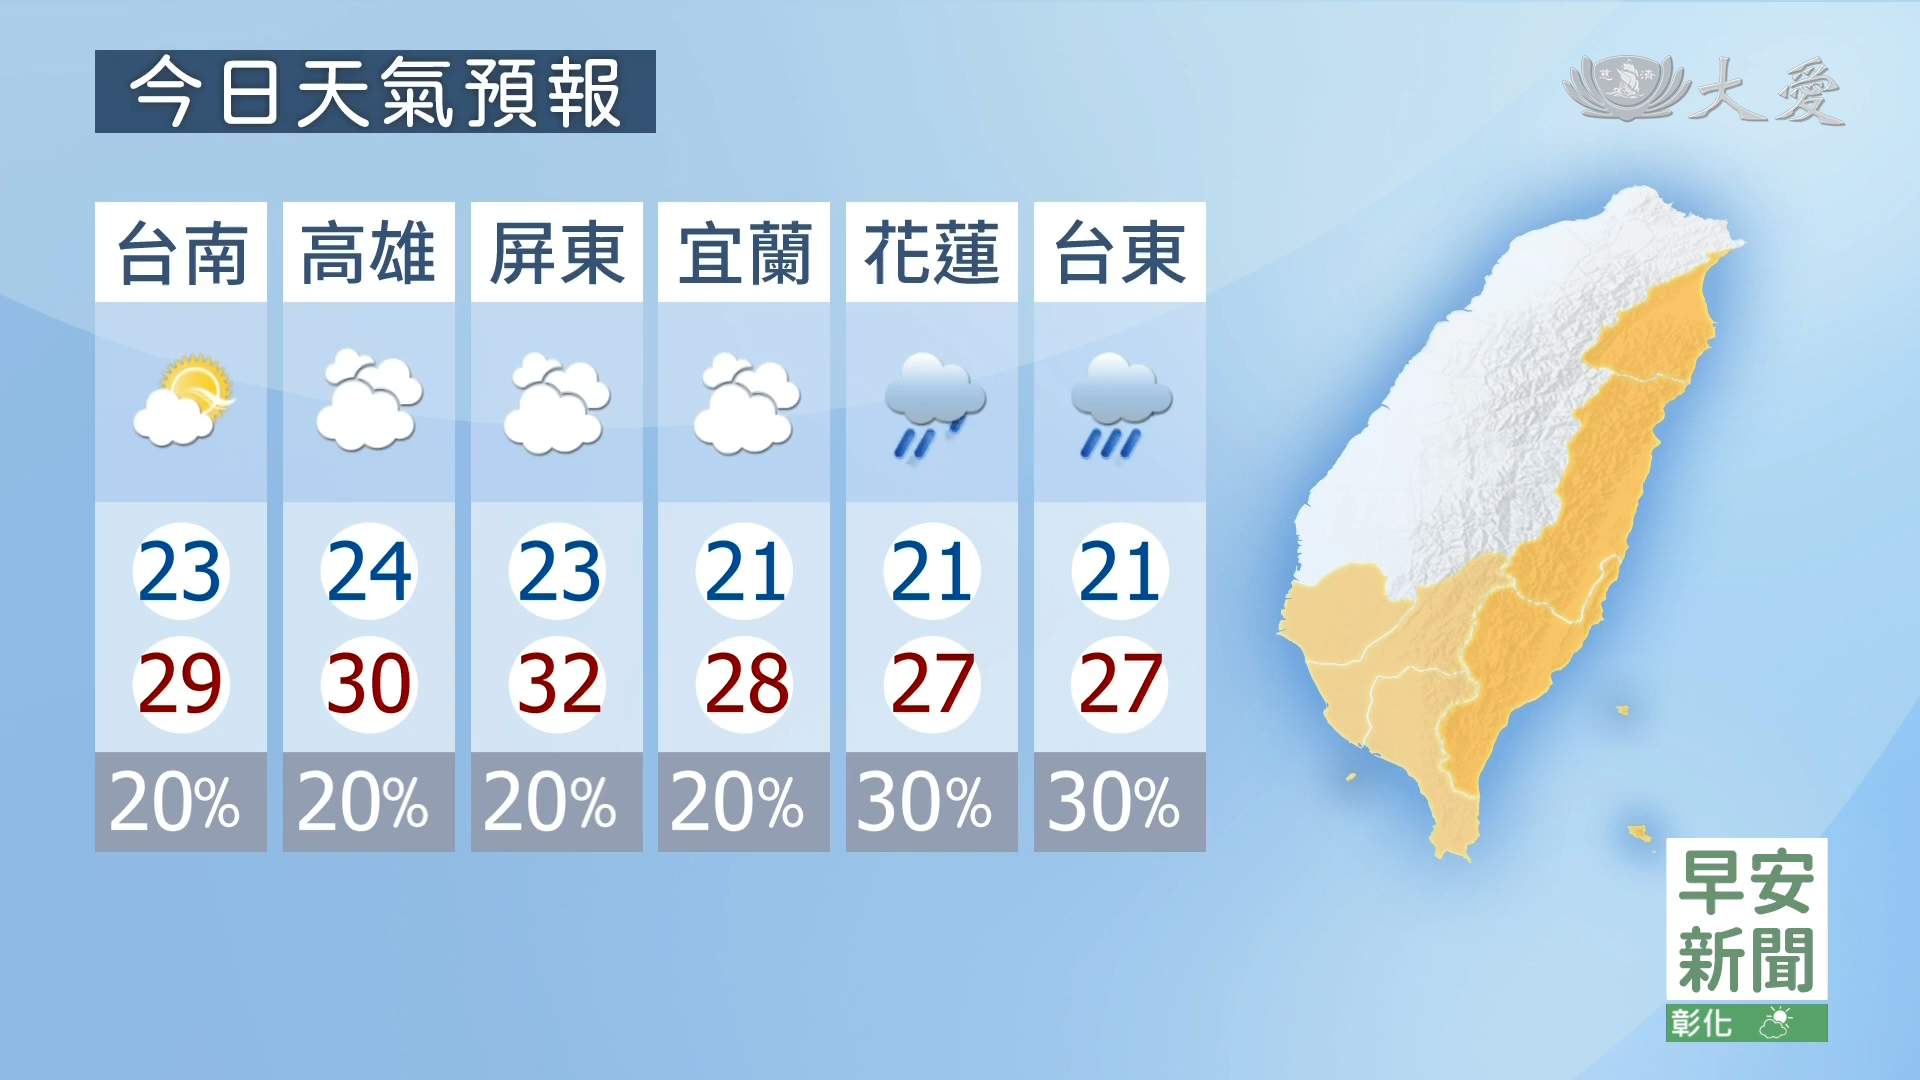 今日天氣預報
慈 濟
大愛
台南 高雄 屏東 宜蘭 花蓮 台東
23 24 23 21 21 21
29 30 32 28 27 27
20% 20% 20% 20% 30% 30%
早安
新聞
彰化